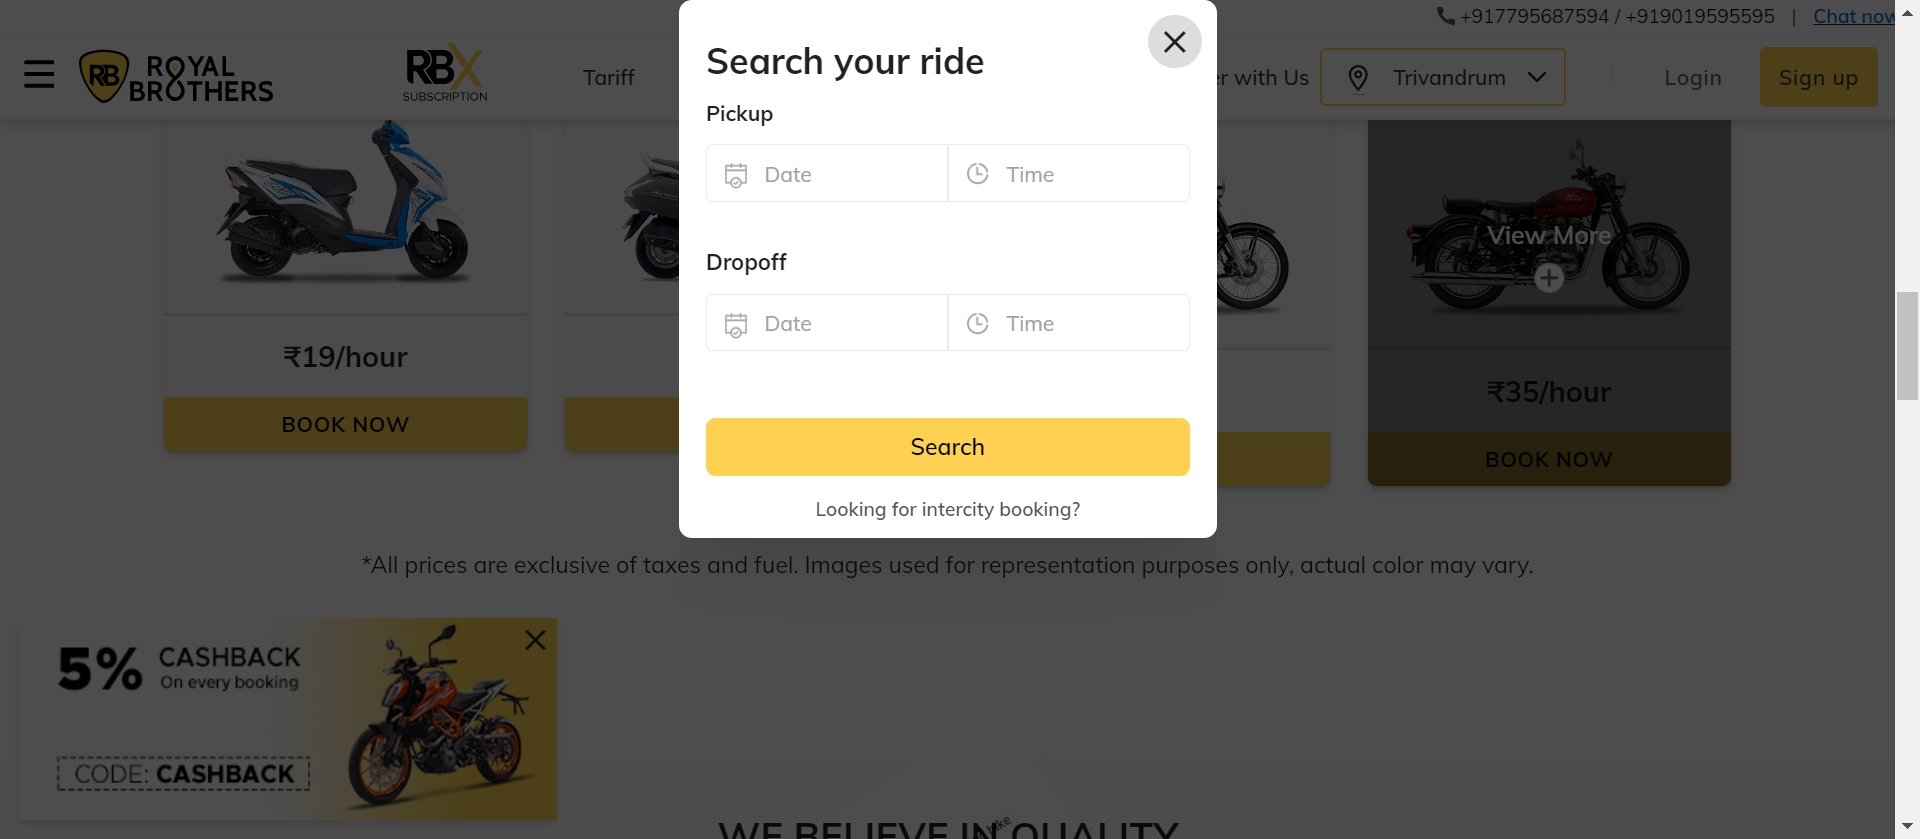 +917795687594 / +919019595595 | Chat now
RB ROYAL BROTHERS
RBX SUBSCRIPTION
Tariff
with Us
Trivandrum
Login
Sign up
Search your ride
Pickup
Date
Time
Dropoff
Date
Time
Search
Looking for intercity booking?
₹19/hour
BOOK NOW
View More
₹35/hour
BOOK NOW
*All prices are exclusive of taxes and fuel. Images used for representation purposes only, actual color may vary.
5% CASHBACK
On every booking
CODE: CASHBACK
WE BELIEVE IN QUALITY
bike